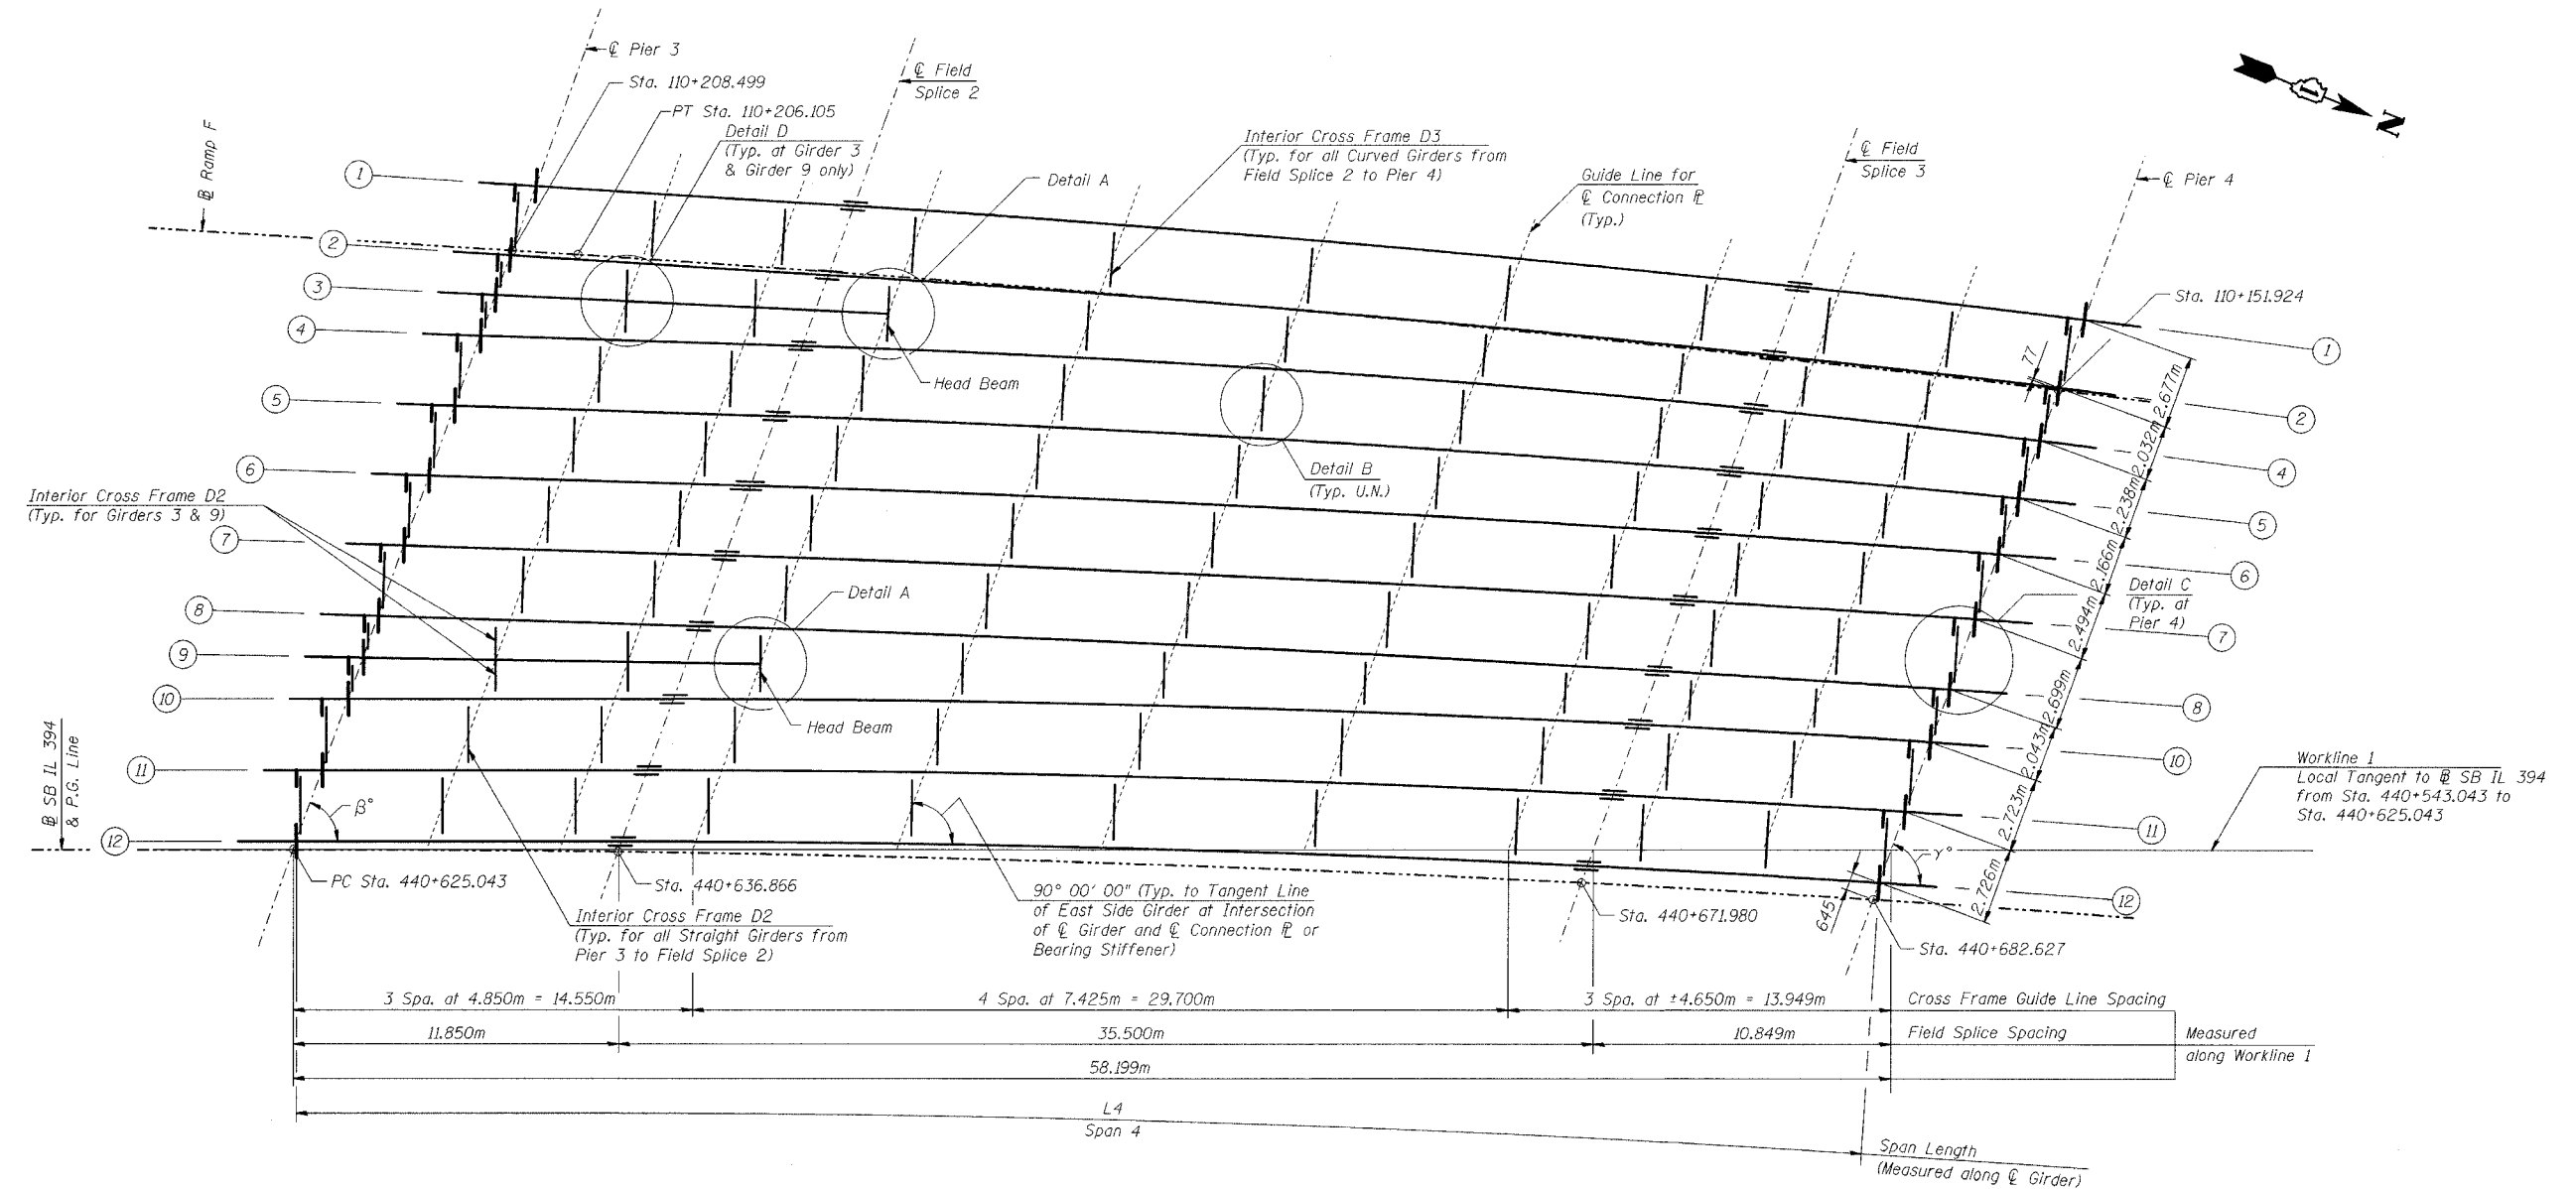 ℄ Pier 3
Sta. 110+208.499
℄ Field
Splice 2
PT Sta. 110+206.105
Detail D
(Typ. at Girder 3
& Girder 9 only)
Detail A
Interior Cross Frame D3
(Typ. for all Curved Girders from
Field Splice 2 to Pier 4)
Guide Line for
℄ Connection ℞
(Typ.)
℄ Field
Splice 3
℄ Pier 4
N
Sta. 110+151.924
Ramp F
1
2
3
4
5
6
7
8
9
10
11
12
Head Beam
Detail B
(Typ. U.N.)
Interior Cross Frame D2
(Typ. for Girders 3 & 9)
Detail A
Head Beam
SB IL 394
& P.G. Line
β°
PC Sta. 440+625.043
Sta. 440+636.866
Interior Cross Frame D2
(Typ. for all Straight Girders from
Pier 3 to Field Splice 2)
90° 00' 00" (Typ. to Tangent Line
of East Side Girder at Intersection
of ℄ Girder and ℄ Connection ℞ or
Bearing Stiffener)
Sta. 440+671.980
Sta. 440+682.627
645
γ°
77
2.677m
2.032m
2.238m
2.166m
2.494m
2.699m
2.043m
2.723m
2.726m
1
2
4
5
6
7
8
10
11
12
Detail C
(Typ. at
Pier 4)
Workline 1
Local Tangent to SB IL 394
from Sta. 440+543.043 to
Sta. 440+625.043
3 Spa. at 4.850m = 14.550m
4 Spa. at 7.425m = 29.700m
3 Spa. at ±4.650m = 13.949m
Cross Frame Guide Line Spacing
11.850m
35.500m
10.849m
Field Splice Spacing
Measured
along Workline 1
58.199m
L4
Span 4
Span Length
(Measured along ℄ Girder)